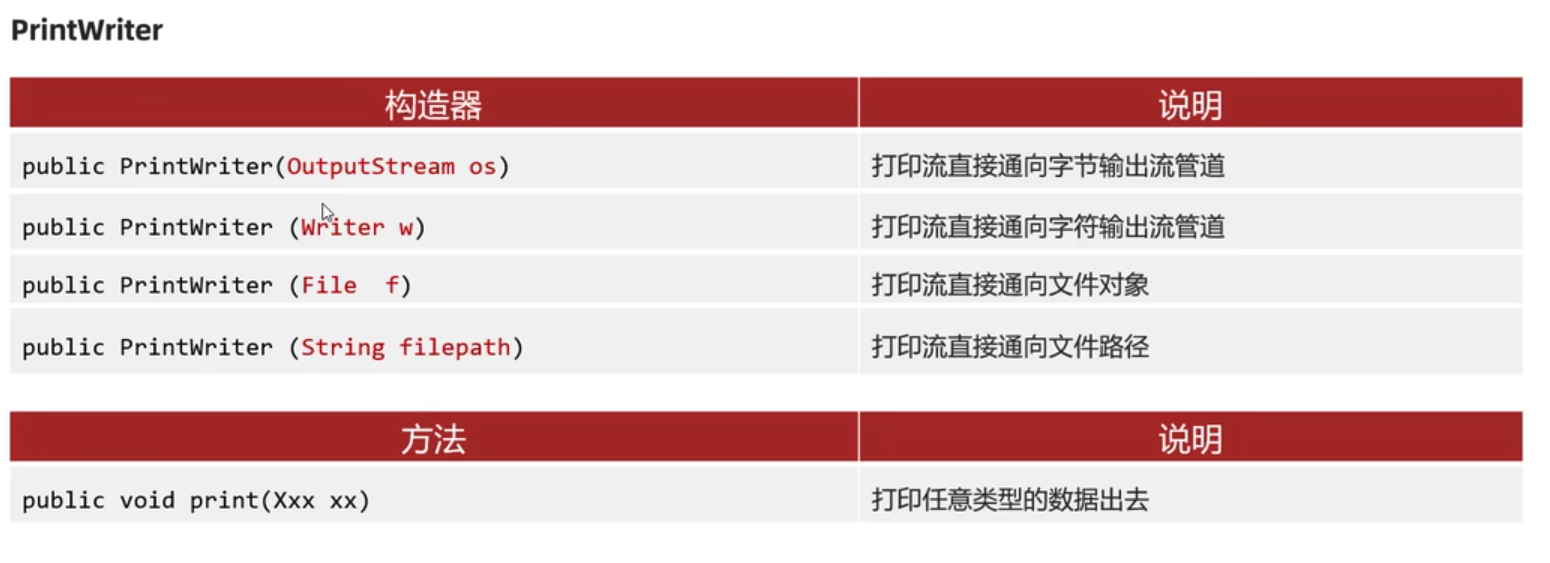 PrintWriter
构造器 说明
public PrintWriter(OutputStream os) 打印流直接通向字节输出流管道
public PrintWriter (Writer w) 打印流直接通向字符输出流管道
public PrintWriter (File  f) 打印流直接通向文件对象
public PrintWriter (String filepath) 打印流直接通向文件路径
方法 说明
public void print(Xxx xx) 打印任意类型的数据出去